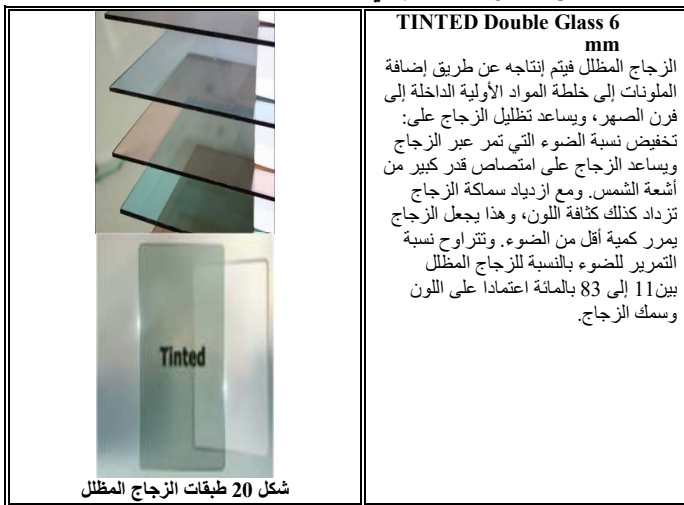 TINTED Double Glass 6
mm
الزجاج المظلل فيتم إنتاجه عن طريق إضافة
الملونات إلى خلطة المواد الأولية الداخلة إلى
فرن الصهر، ويساعد تظليل الزجاج على:
تخفيض نسبة الضوء التي تمر عبر الزجاج
ويساعد الزجاج على امتصاص قدر كبير من
أشعة الشمس. ومع ازدياد سماكة الزجاج
تزداد كذلك كثافة اللون، وهذا يجعل الزجاج
يمرر كمية أقل من الضوء. وتتراوح نسبة
التمرير للضوء بالنسبة للزجاج المظلل
بين11 إلى 83 بالمائة اعتمادا على اللون
وسمك الزجاج.
Tinted
شكل 20 طبقات الزجاج المظلل